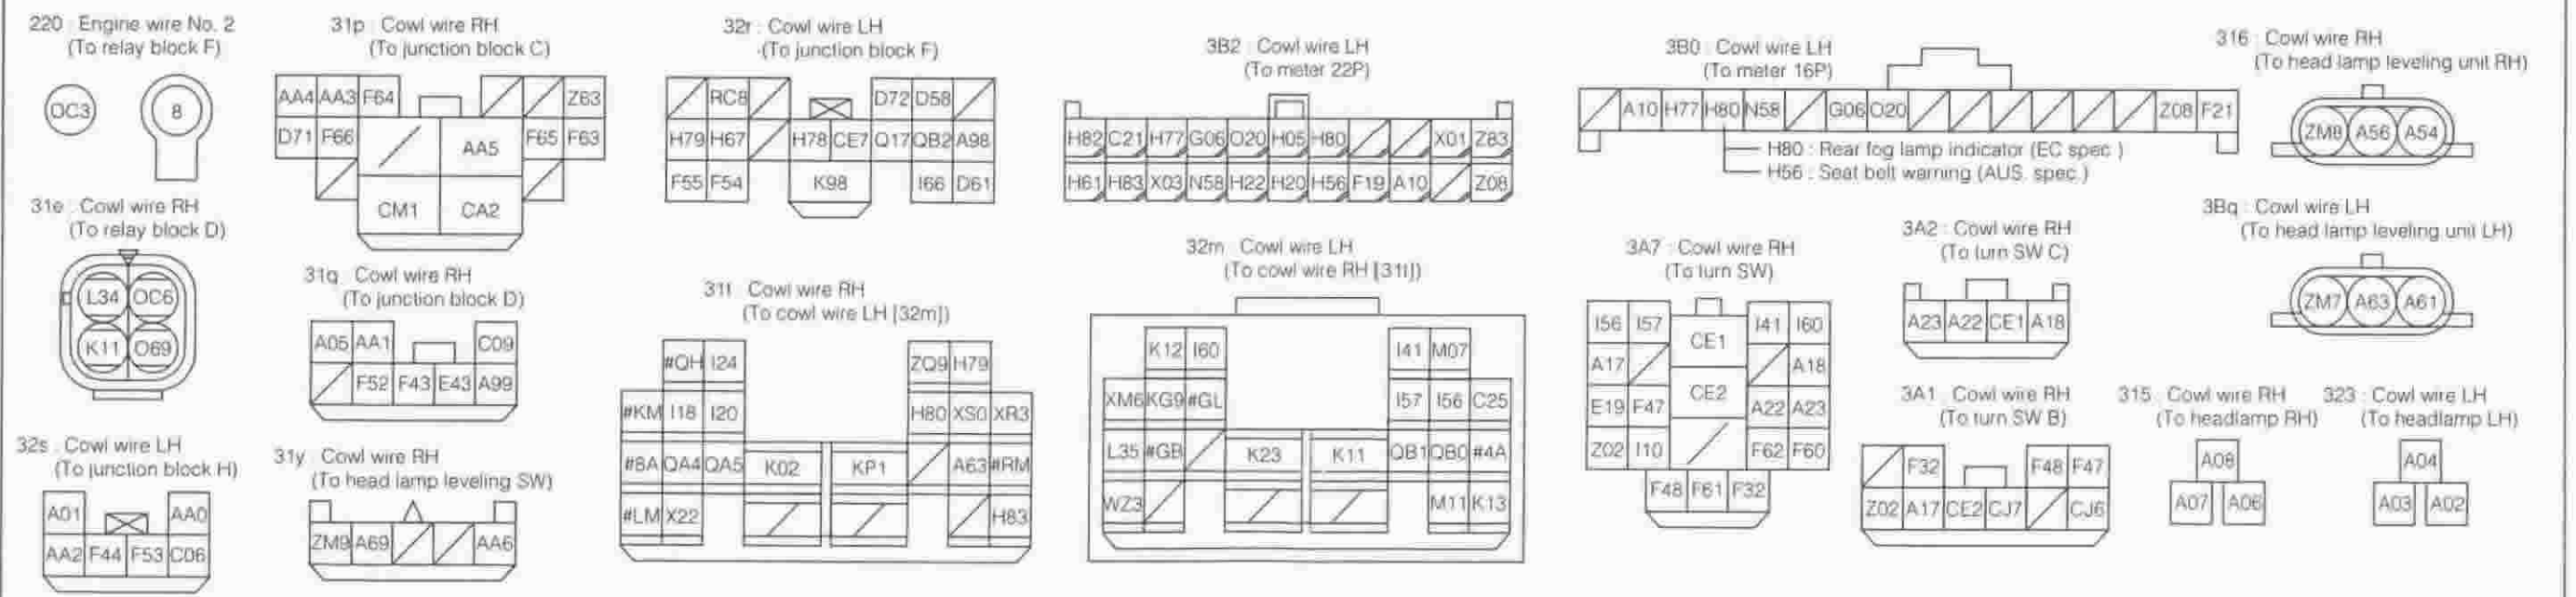 220 : Engine wire No. 2
(To relay block F)
OC3
8
31e : Cowl wire RH
(To relay block D)
L34 OC6
K11 O69
32s : Cowl wire LH
(To junction block H)
A01 AA0
AA2 F44 F53 C06
31p : Cowl wire RH
(To junction block C)
AA4 AA3 F64 Z63
D71 F66 AA5 F65 F63
CM1 CA2
31q : Cowl wire RH
(To junction block D)
A05 AA1 C09
F52 F43 E43 A99
31y : Cowl wire RH
(To head lamp leveling SW)
ZM9 A69 AA6
32r : Cowl wire LH
(To junction block F)
RC8 D72 D58
H79 H67 H78 CE7 Q17 QB2 A98
F55 F54 K98 I66 D61
31l : Cowl wire RH
(To cowl wire LH [32m])
#QH I24 ZQ9 H79
#KM I18 I20 H80 XS0 XR3
#8A QA4 QA5 K02 KP1 A63 #RM
#LM X22 H83
3B2 : Cowl wire LH
(To meter 22P)
H82 C21 H77 G06 O20 H05 H80 X01 Z83
H61 H83 X03 N58 H22 H20 H56 F19 A10 Z08
32m : Cowl wire LH
(To cowl wire RH [31l])
K12 I60 I41 M07
XM6 KG9 #GL I57 I56 C25
L35 #GB K23 K11 QB1 QB0 #4A
WZ3 M11 K13
3B0 : Cowl wire LH
(To meter 16P)
A10 H77 H80 N58 G06 O20 Z08 F21
H80 : Rear fog lamp indicator (EC spec.)
H56 : Seat belt warning (AUS. spec.)
3A7 : Cowl wire RH
(To turn SW)
I56 I57 CE1 I41 I60
A17 A18
E19 F47 CE2 A22 A23
Z02 I10 F62 F60
F48 F61 F32
3A2 : Cowl wire RH
(To turn SW C)
A23 A22 CE1 A18
3A1 : Cowl wire RH
(To turn SW B)
F32 F48 F47
Z02 A17 CE2 CJ7 CJ6
316 : Cowl wire RH
(To head lamp leveling unit RH)
ZM8 A56 A54
3Bq : Cowl wire LH
(To head lamp leveling unit LH)
ZM7 A63 A61
315 : Cowl wire RH
(To headlamp RH)
A08
A07 A06
323 : Cowl wire LH
(To headlamp LH)
A04
A03 A02